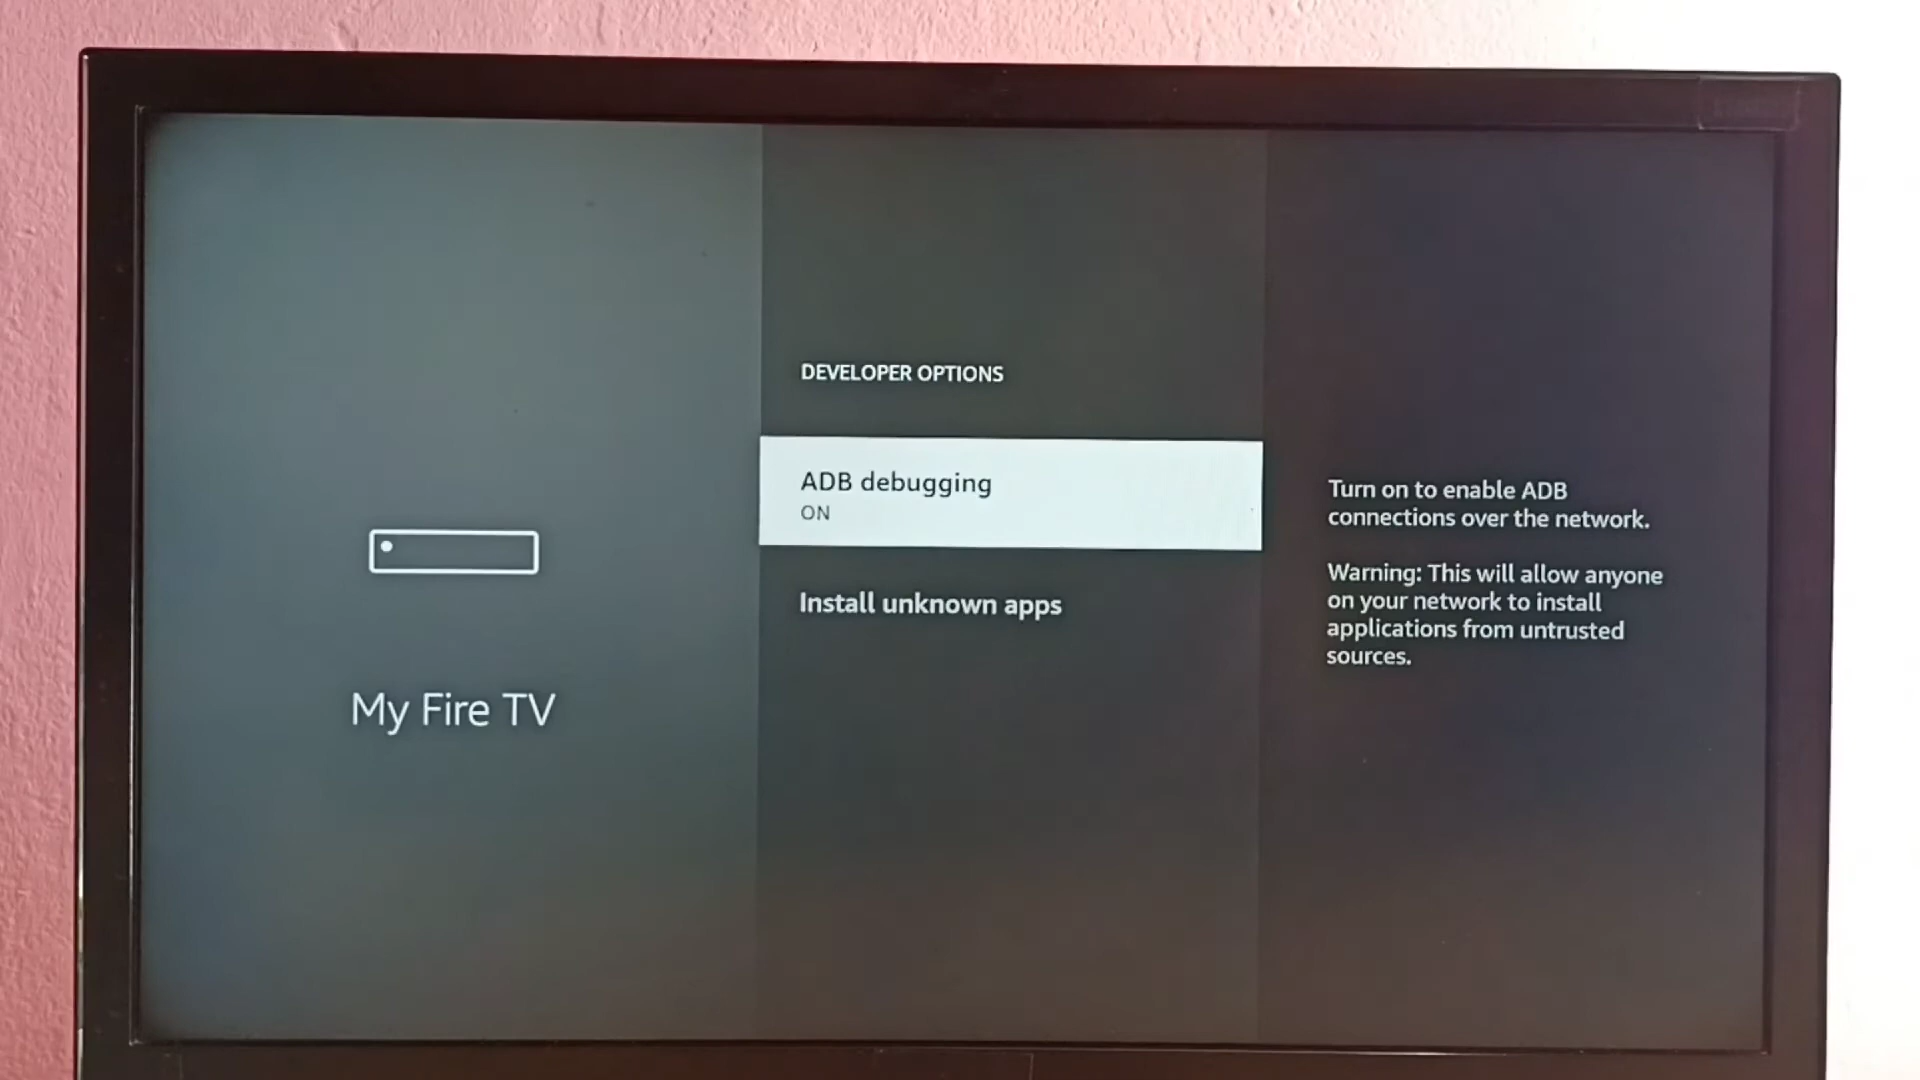 DEVELOPER OPTIONS
ADB debugging
ON
Install unknown apps
My Fire TV
Turn on to enable ADB
connections over the network.
Warning: This will allow anyone
on your network to install
applications from untrusted
sources.